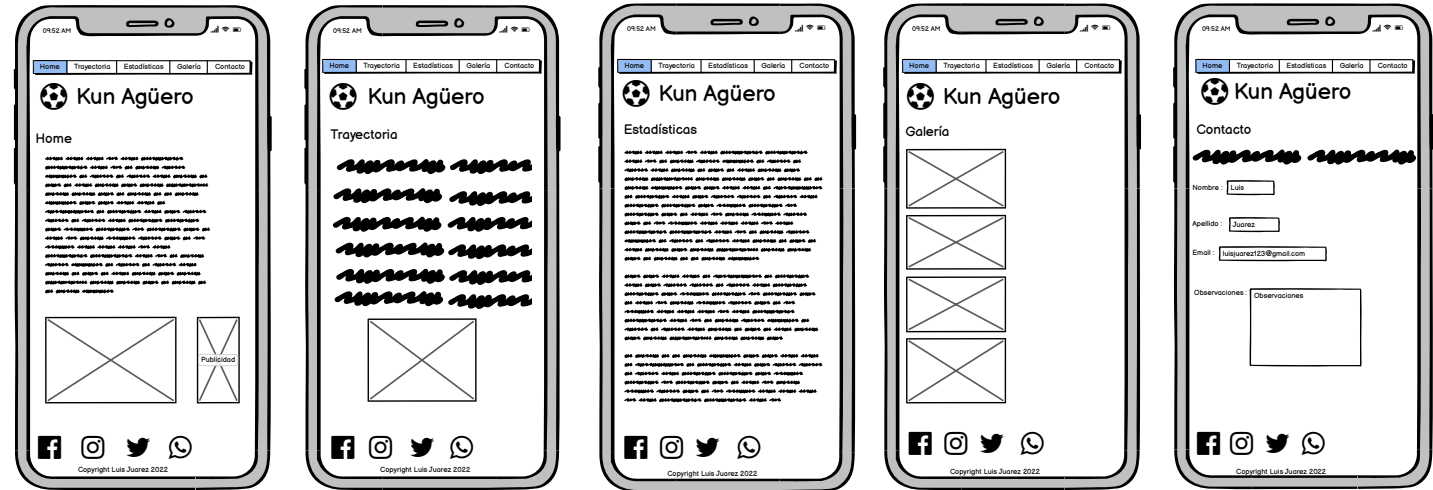 09:52 AM
Home Trayectoria Estadísticas Galería Contacto
Kun Agüero
Home
Publicidad
Copyright Luis Juarez 2022
09:52 AM
Home Trayectoria Estadísticas Galería Contacto
Kun Agüero
Trayectoria
Copyright Luis Juarez 2022
09:52 AM
Home Trayectoria Estadísticas Galería Contacto
Kun Agüero
Estadísticas
Copyright Luis Juarez 2022
09:52 AM
Home Trayectoria Estadísticas Galería Contacto
Kun Agüero
Galería
Copyright Luis Juarez 2022
09:52 AM
Home Trayectoria Estadísticas Galería Contacto
Kun Agüero
Contacto
Nombre : Luis
Apellido : Juarez
Email : luisjuarez123@gmail.com
Observaciones : Observaciones
Copyright Luis Juarez 2022